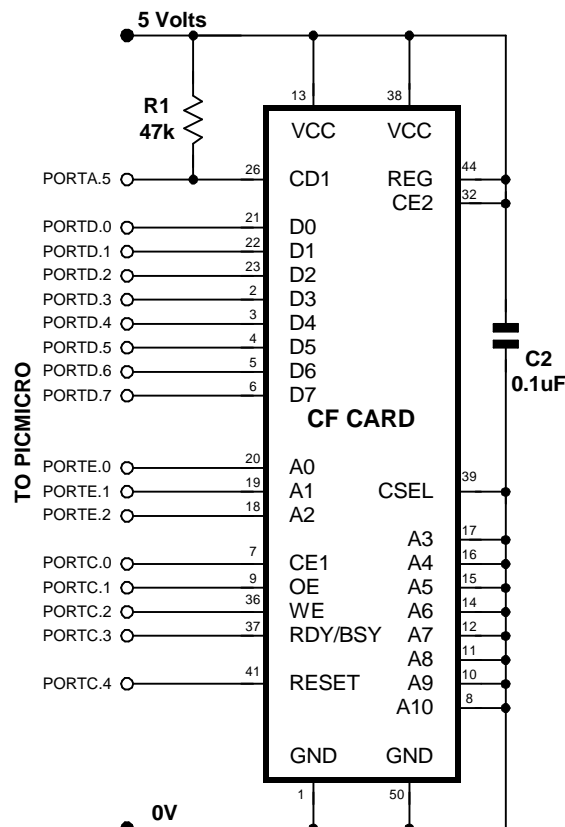 5 Volts
13
38
R1
47k
VCC
VCC
PORTA.5
26
CD1
REG
44
CE2
32
PORTD.0
21
D0
PORTD.1
22
D1
PORTD.2
23
D2
PORTD.3
2
D3
PORTD.4
3
D4
PORTD.5
4
D5
PORTD.6
5
D6
PORTD.7
6
D7
C2
0.1uF
CF CARD
TO PICMICRO
PORTE.0
20
A0
PORTE.1
19
A1
CSEL
39
PORTE.2
18
A2
A3
17
PORTC.0
7
CE1
A4
16
PORTC.1
9
OE
A5
15
PORTC.2
36
WE
A6
14
PORTC.3
37
RDY/BSY
A7
12
A8
11
PORTC.4
41
RESET
A9
10
A10
8
GND
GND
1
50
0V